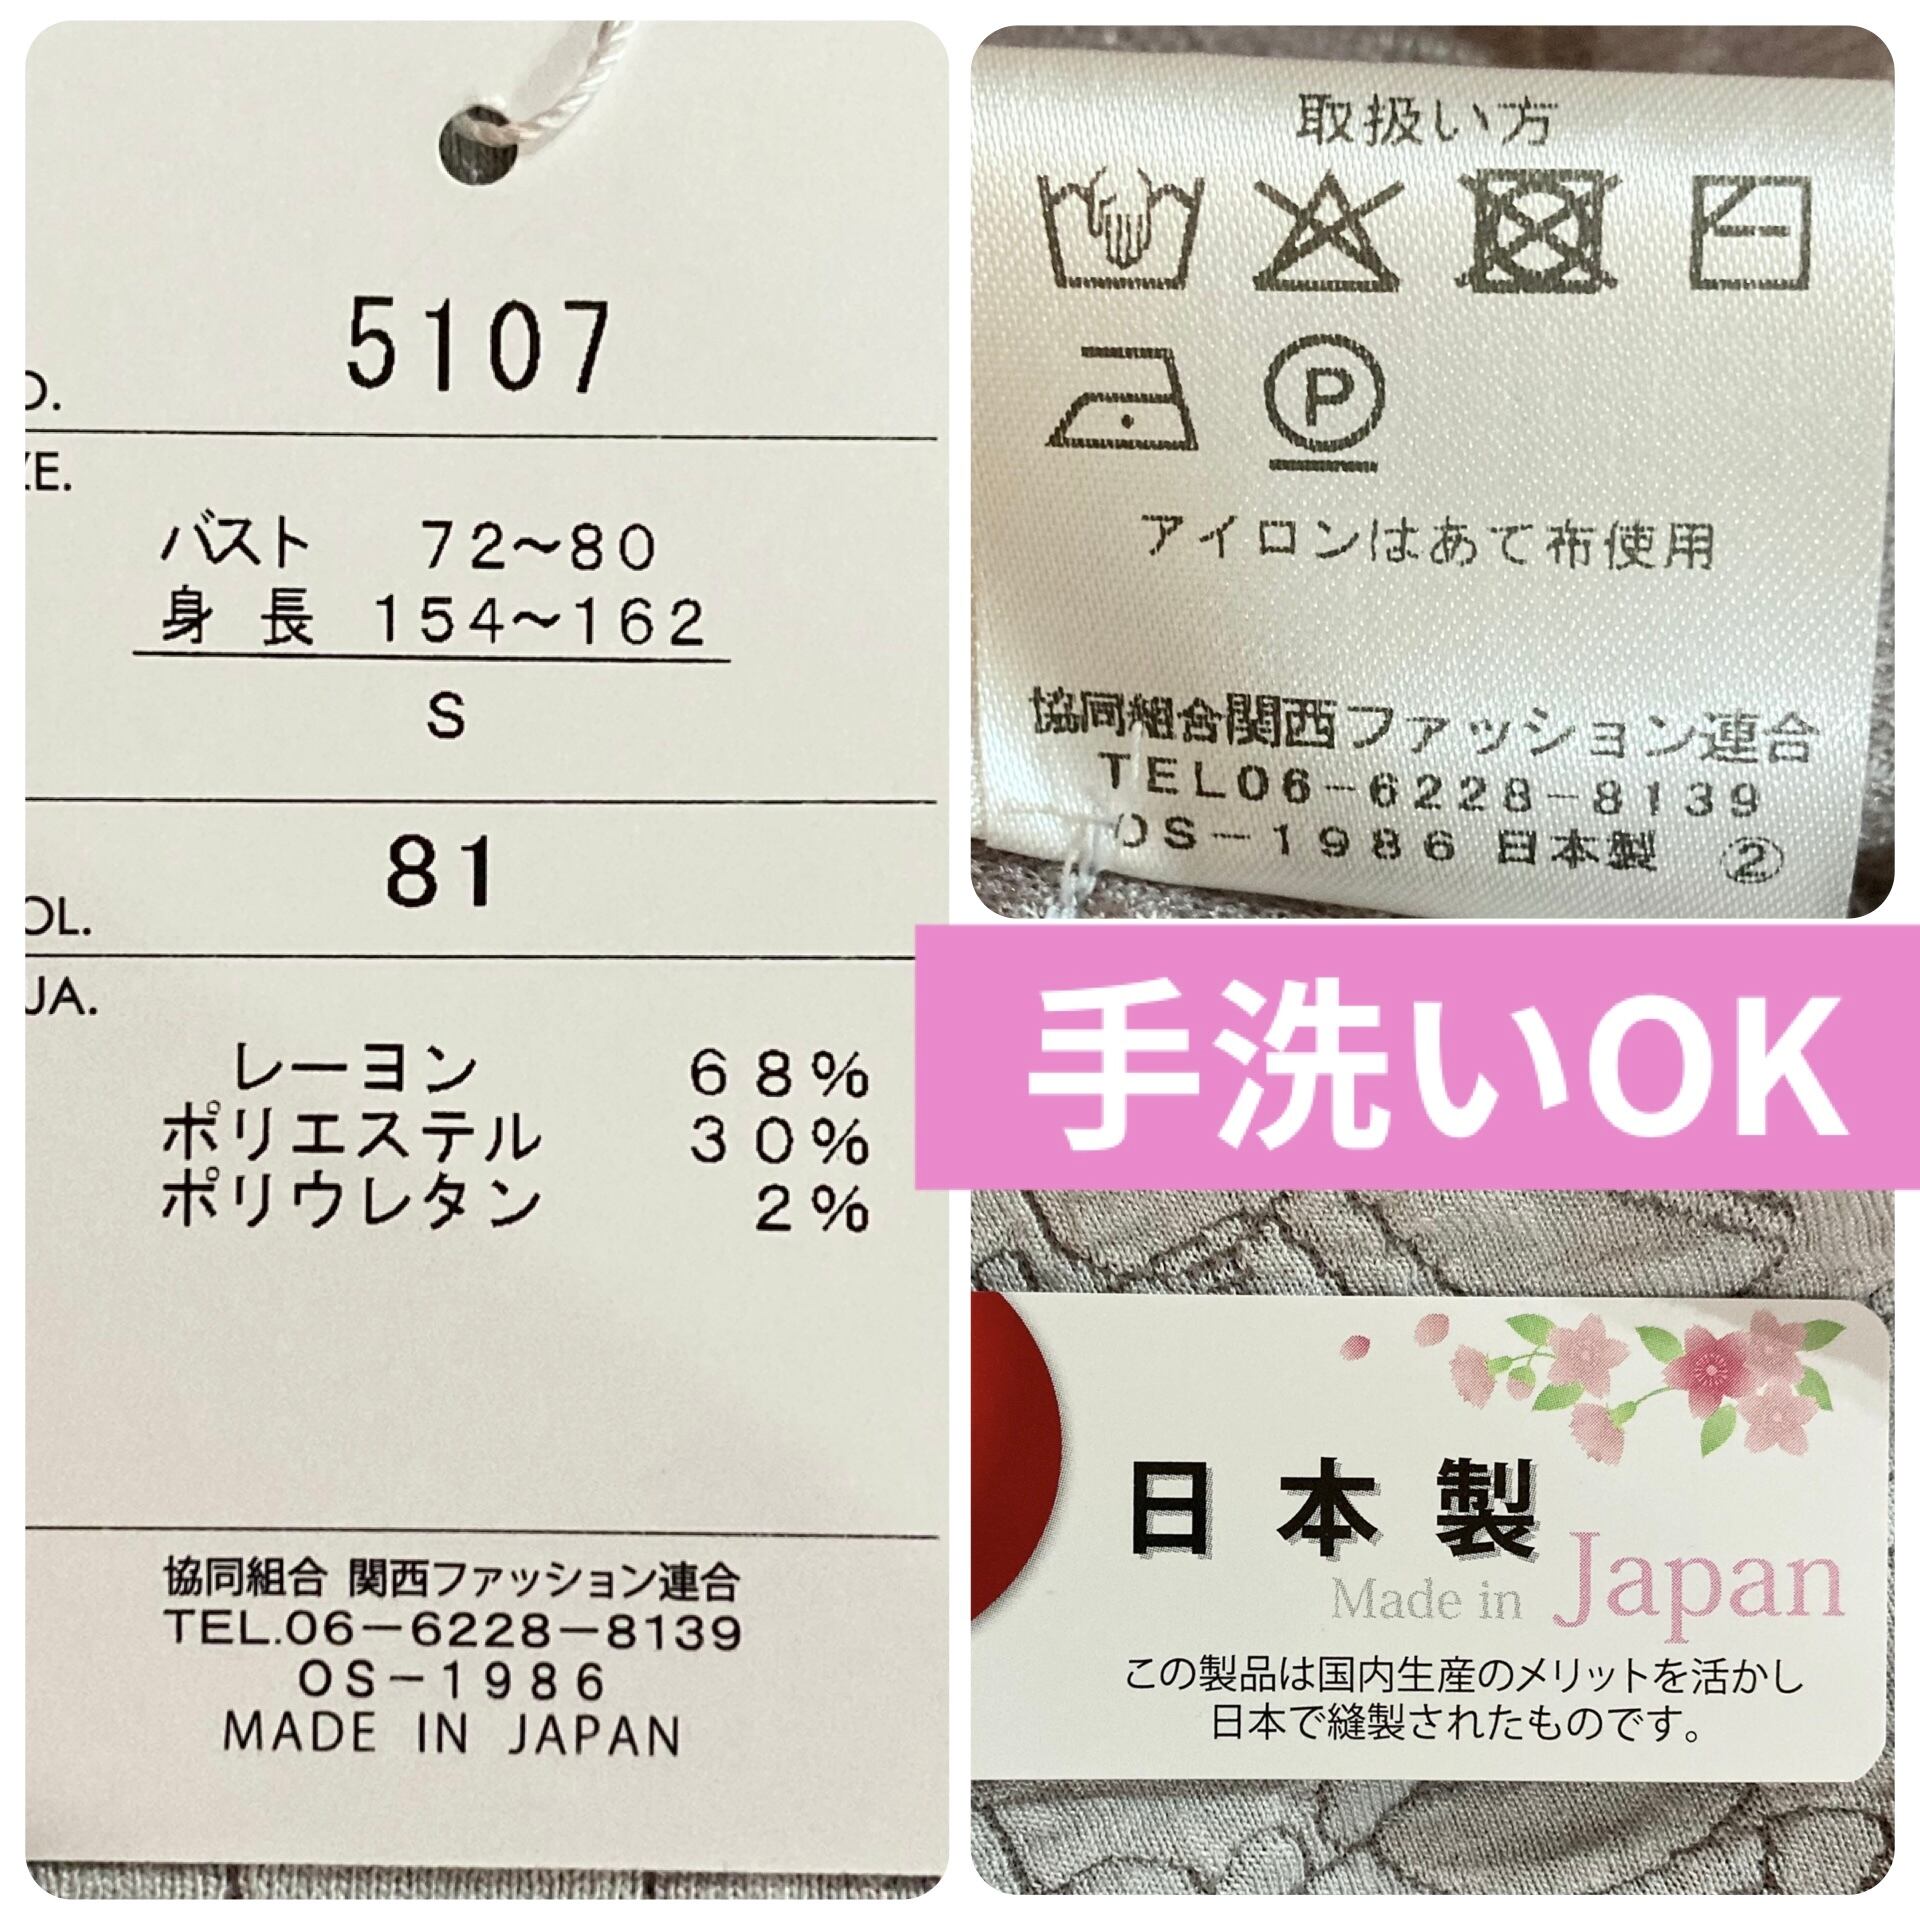 5107
O.
ZE.
バスト 72～80
身 長 154～162
S
81
OL.
UA.
レーヨン 68%
ポリエステル 30%
ポリウレタン 2%
協同組合 関西ファッション連合
TEL.06－6228－8139
OS－1986
MADE IN JAPAN
取扱い方
P
アイロンはあて布使用
協同組合関西ファッション連合
TEL06－6228－8139
OS－1986 日本製 ②
手洗いOK
日本製
Made in Japan
この製品は国内生産のメリットを活かし
日本で縫製されたものです。